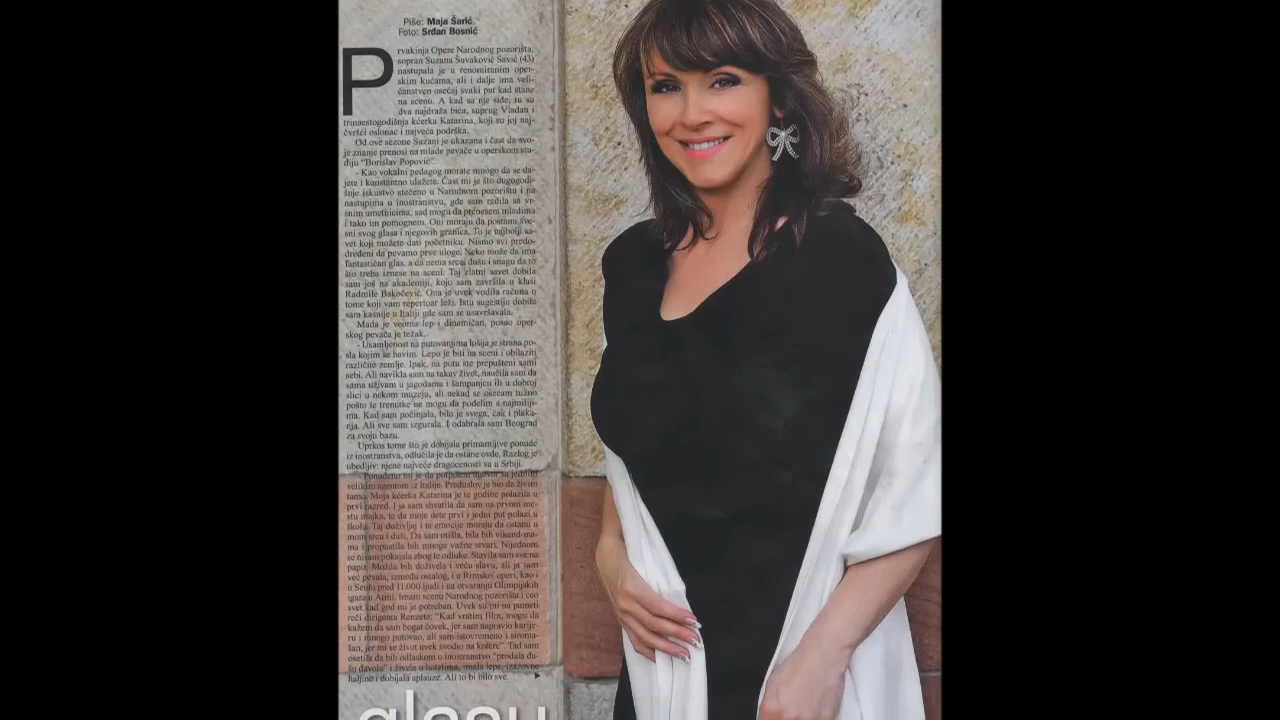 Piše: Maja Šarić
Foto: Srđan Bosnić
Prvakinja Opere Narodnog pozorišta,
sopran Suzana Šuvaković Savić (43)
nastupala je u renomiranim oper-
skim kućama, ali i dalje ima veli-
čanstven osećaj svaki put kad stane
na scenu. A kad sa nje siđe, tu su
dva najdraža bića, suprug Vladan i
trinaestogodišnja kćerka Katarina, koji su joj naj-
čvršći oslonac i najveća podrška.
Od ove sezone Suzani je ukazana i čast da svo-
je znanje prenosi na mlade pevače u operskom stu-
diju "Borislav Popović".
- Kao vokalni pedagog morate mnogo da se da-
jete i konstantno ulažete. Čast mi je što dugogodi-
šnje iskustvo stečeno u Narodnom pozorištu i na
nastupima u inostranstvu, gde sam radila sa vr-
snim umetnicima, sad mogu da prenesem mladima
i tako im pomognem. Oni moraju da postanu sve-
sni svog glasa i njegovih granica. To je najbolji sa-
vet koji možete dati početniku. Nismo svi predo-
dređeni da pevamo prve uloge. Neko može da ima
fantastičan glas, a da nema srca, dušu i snagu da to
što treba iznese na sceni. Taj zlatni savet dobila
sam još na akademiji, koju sam završila u klasi
Radmile Bakočević. Ona je uvek vodila računa o
tome koji vam repertoar leži. Istu sugestiju dobila
sam kasnije u Italiji gde sam se usavršavala.
Mada je veoma lep i dinamičan, posao oper-
skog pevača je težak.
- Usamljenost na putovanjima lošija je strana po-
sla kojim se bavim. Lepo je biti na sceni i obilaziti
različite zemlje. Ipak, na putu ste prepušteni sami
sebi. Ali navikla sam na takav život, naučila sam da
sama uživam u jagodama i šampanjcu ili u dobroj
slici u nekom muzeju, ali nekad se osećam tužno
pošto te trenutke ne mogu da podelim s najmiliji-
ma. Kad sam počinjala, bilo je svega, čak i plaka-
nja. Ali sve sam izgurala. I odabrala sam Beograd
za svoju bazu.
Uprkos tome što je dobijala primamljive ponude
iz inostranstva, odlučila je da ostane ovde. Razlog je
ubedljiv: njene najveće dragocenosti su u Srbiji.
- Ponuđeno mi je da potpišem ugovor sa jednim
velikim agentom iz Italije. Preduslov je bio da živim
tamo. Moja kćerka Katarina je te godine polazila u
prvi razred. I ja sam shvatila da sam na prvom me-
stu majka, te da moje dete prvi i jedini put polazi u
školu. Taj doživljaj i te emocije moraju da ostanu u
mom srcu i duši. Da sam otišla, bila bih vikend-ma-
ma i propustila bih mnoge važne stvari. Nijednom
se nisam pokajala zbog te odluke. Stavila sam sve na
papir. Možda bih doživela i veću slavu, ali ja sam
već pevala, između ostalog, i u Rimskoj operi, kao i
u Seulu pred 11.000 ljudi i na otvaranju Olimpijskih
igara u Atini. Imam scenu Narodnog pozorišta i ceo
svet kad god mi je potreban. Uvek su mi na pameti
reči dirigenta Renzete: "Kad vratim film, mogu da
kažem da sam bogat čovek, jer sam napravio karije-
ru i mnogo putovao, ali sam istovremeno i siroma-
šan, jer mi se život uvek svodio na kofere". Tad sam
osetila da bih odlaskom u inostranstvo "prodala du-
šu đavolu" i živela u hotelima, imala lepe, izazovne
haljine i dobijala aplauze. Ali to bi bilo sve.
glasu